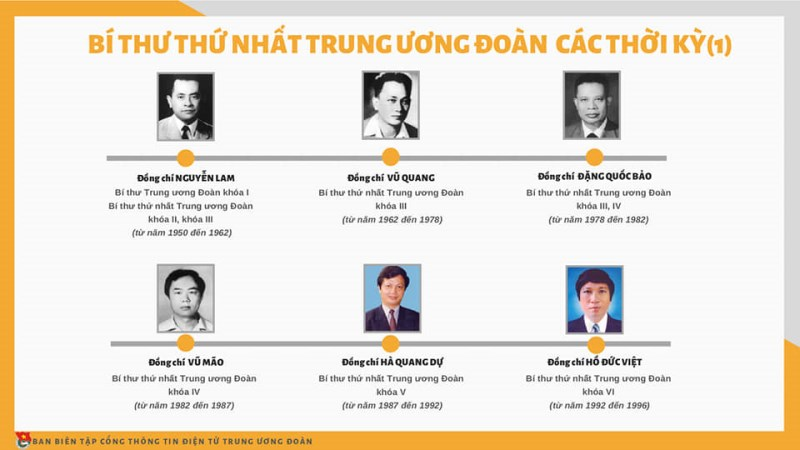 BÍ THƯ THỨ NHẤT TRUNG ƯƠNG ĐOÀN CÁC THỜI KỲ(1)
Đồng chí NGUYỄN LAM
Bí thư Trung ương Đoàn khóa I
Bí thư thứ nhất Trung ương Đoàn
khóa II, khóa III
(từ năm 1950 đến 1962)
Đồng chí VŨ QUANG
Bí thư thứ nhất Trung ương Đoàn
khóa III
(từ năm 1962 đến 1978)
Đồng chí ĐẶNG QUỐC BẢO
Bí thư thứ nhất Trung ương Đoàn
khóa III, IV
(từ năm 1978 đến 1982)
Đồng chí VŨ MÃO
Bí thư thứ nhất Trung ương Đoàn
khóa IV
(từ năm 1982 đến 1987)
Đồng chí HÀ QUANG DỰ
Bí thư thứ nhất Trung ương Đoàn
khóa V
(từ năm 1987 đến 1992)
Đồng chí HỒ ĐỨC VIỆT
Bí thư thứ nhất Trung ương Đoàn
khóa VI
(từ năm 1992 đến 1996)
BAN BIÊN TẬP CỔNG THÔNG TIN ĐIỆN TỬ TRUNG ƯƠNG ĐOÀN